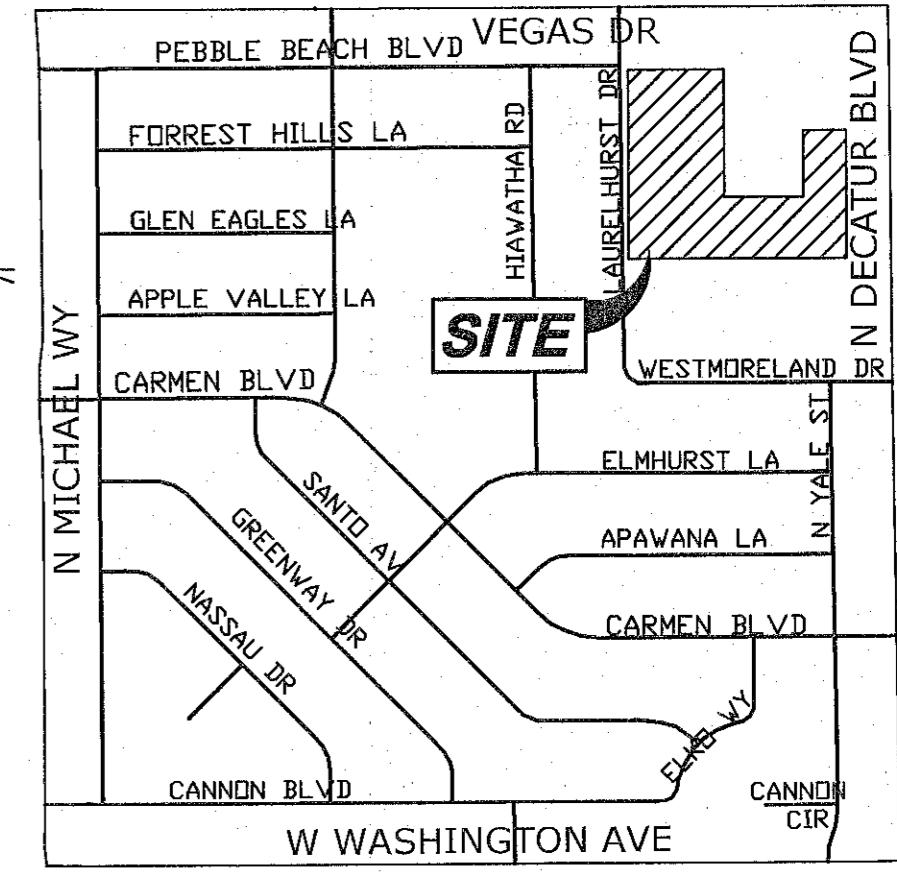 VEGAS DR
PEBBLE BEACH BLVD
FORREST HILLS LA
HIAWATHA RD
LAURELHURST DR
N DECATUR BLVD
GLEN EAGLES LA
APPLE VALLEY LA
SITE
N MICHAEL WY
CARMEN BLVD
WESTMORELAND DR
N YALE ST
ELMHURST LA
SANTO AV
GREENWAY DR
APAWANA LA
NASSAU DR
CARMEN BLVD
ELKO WY
CANNON BLVD
CANNON
CIR
W WASHINGTON AVE